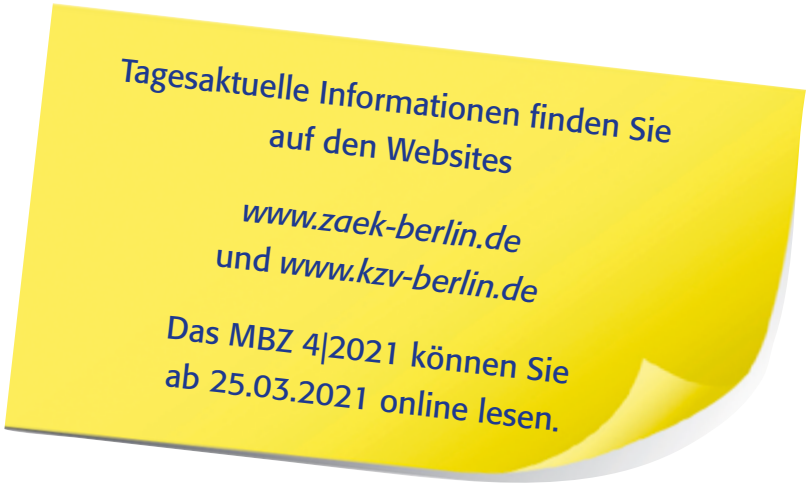 Tagesaktuelle Informationen finden Sie
auf den Websites
www.zaek-berlin.de
und www.kzv-berlin.de
Das MBZ 4|2021 können Sie
ab 25.03.2021 online lesen.